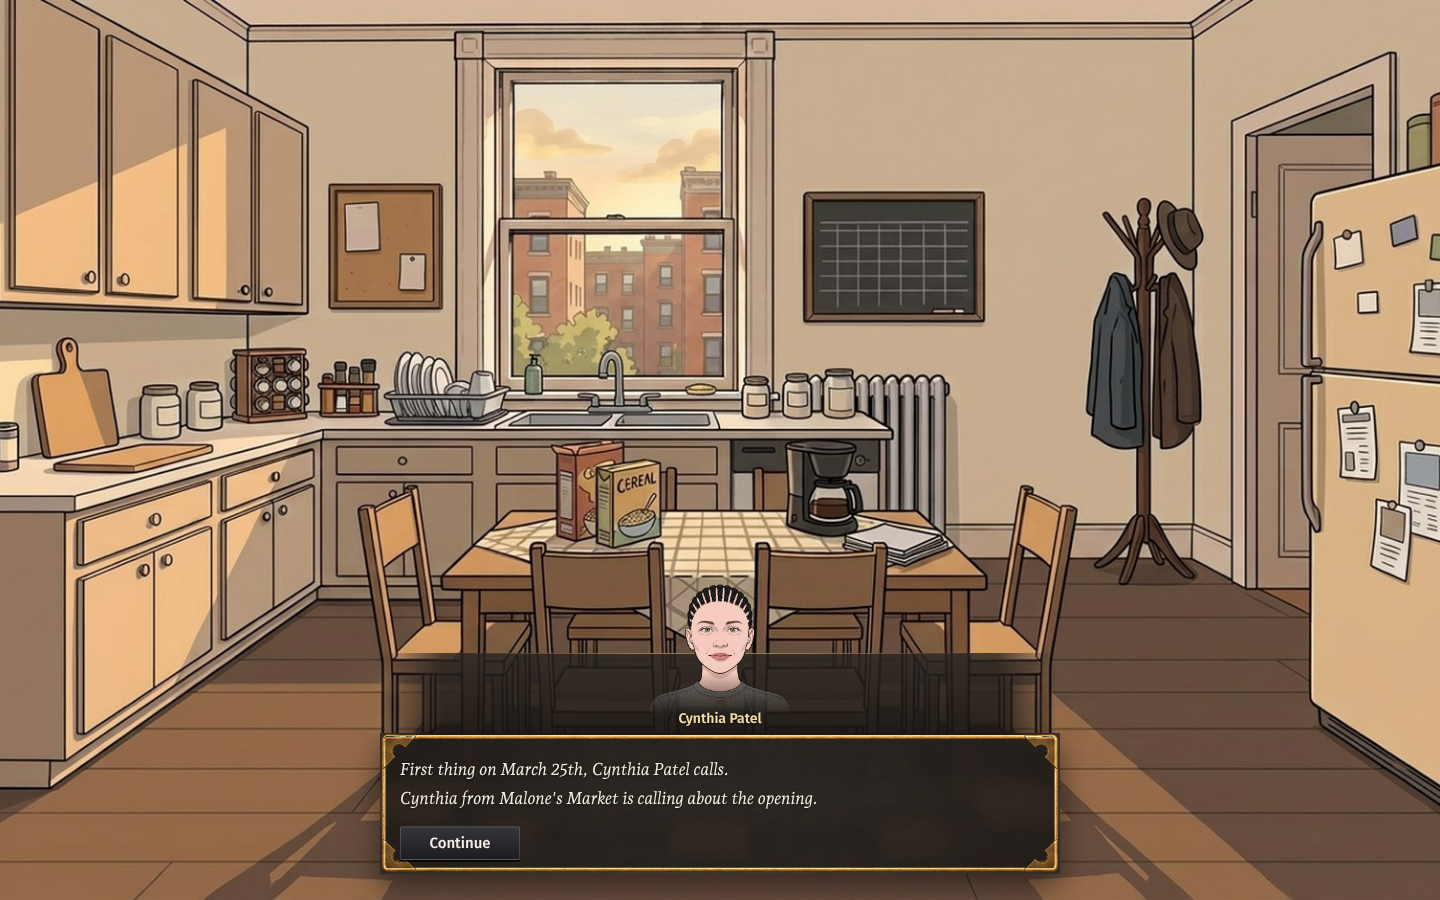 CEREAL
Cynthia Patel
First thing on March 25th, Cynthia Patel calls.
Cynthia from Malone's Market is calling about the opening.
Continue